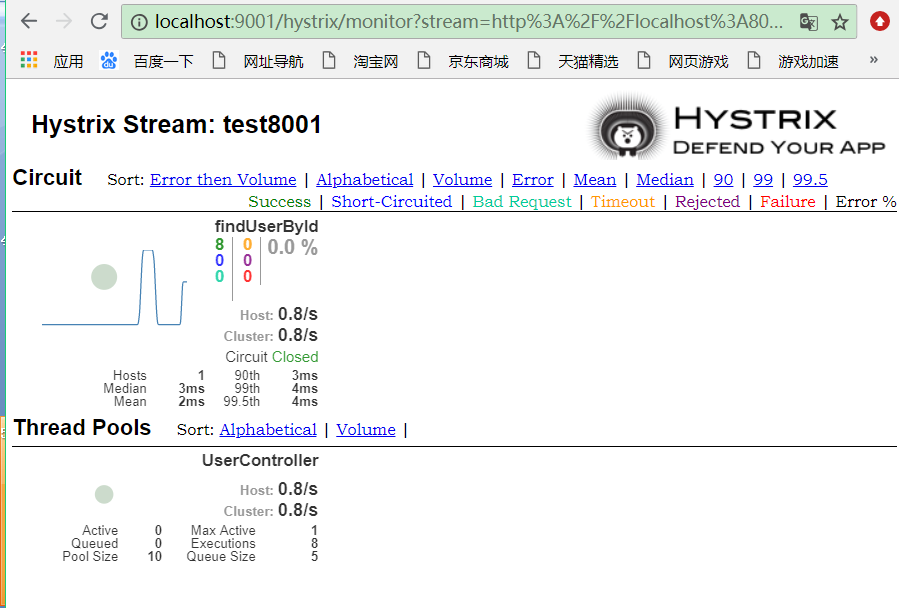 localhost:9001/hystrix/monitor?stream=http%3A%2F%2Flocalhost%3A80...
应用 百度一下 网址导航 淘宝网 京东商城 天猫精选 网页游戏 游戏加速 »
Hystrix Stream: test8001
HYSTRIX
DEFEND YOUR APP
Circuit Sort: Error then Volume | Alphabetical | Volume | Error | Mean | Median | 90 | 99 | 99.5
Success | Short-Circuited | Bad Request | Timeout | Rejected | Failure | Error %
findUserById
8 0 0.0 %
0 0
0 0
Host: 0.8/s
Cluster: 0.8/s
Circuit Closed
Hosts 1 90th 3ms
Median 3ms 99th 4ms
Mean 2ms 99.5th 4ms
Thread Pools Sort: Alphabetical | Volume |
UserController
Host: 0.8/s
Cluster: 0.8/s
Active 0 Max Active 1
Queued 0 Executions 8
Pool Size 10 Queue Size 5